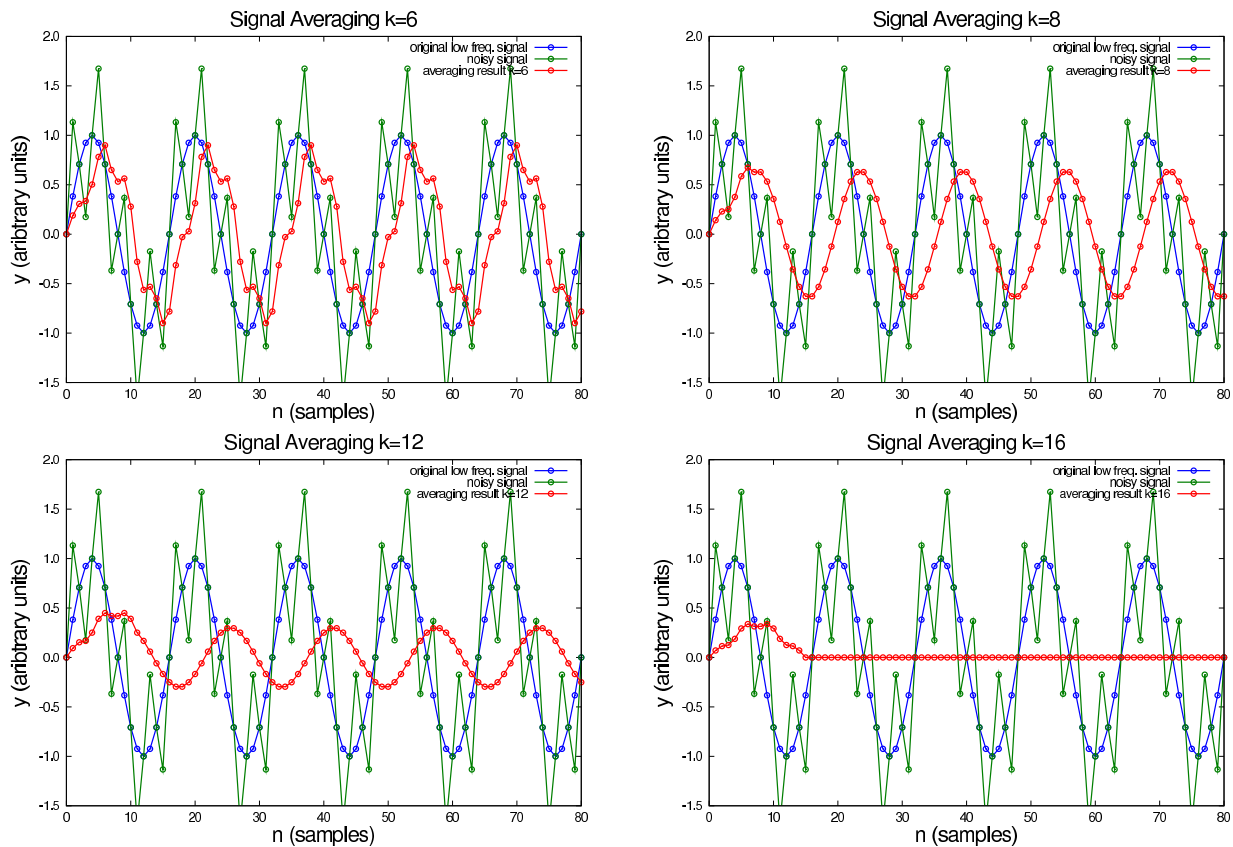 Signal Averaging k=6
2.0
1.5
1.0
0.5
0.0
-0.5
-1.0
-1.5
y (aribtrary units)
original low freq. signal
noisy signal
averaging result k=6
0 10 20 30 40 50 60 70 80
n (samples)
Signal Averaging k=8
2.0
1.5
1.0
0.5
0.0
-0.5
-1.0
-1.5
y (aribtrary units)
original low freq. signal
noisy signal
averaging result k=8
0 10 20 30 40 50 60 70 80
n (samples)
Signal Averaging k=12
2.0
1.5
1.0
0.5
0.0
-0.5
-1.0
-1.5
y (aribtrary units)
original low freq. signal
noisy signal
averaging result k=12
0 10 20 30 40 50 60 70 80
n (samples)
Signal Averaging k=16
2.0
1.5
1.0
0.5
0.0
-0.5
-1.0
-1.5
y (aribtrary units)
original low freq. signal
noisy signal
averaging result k=16
0 10 20 30 40 50 60 70 80
n (samples)